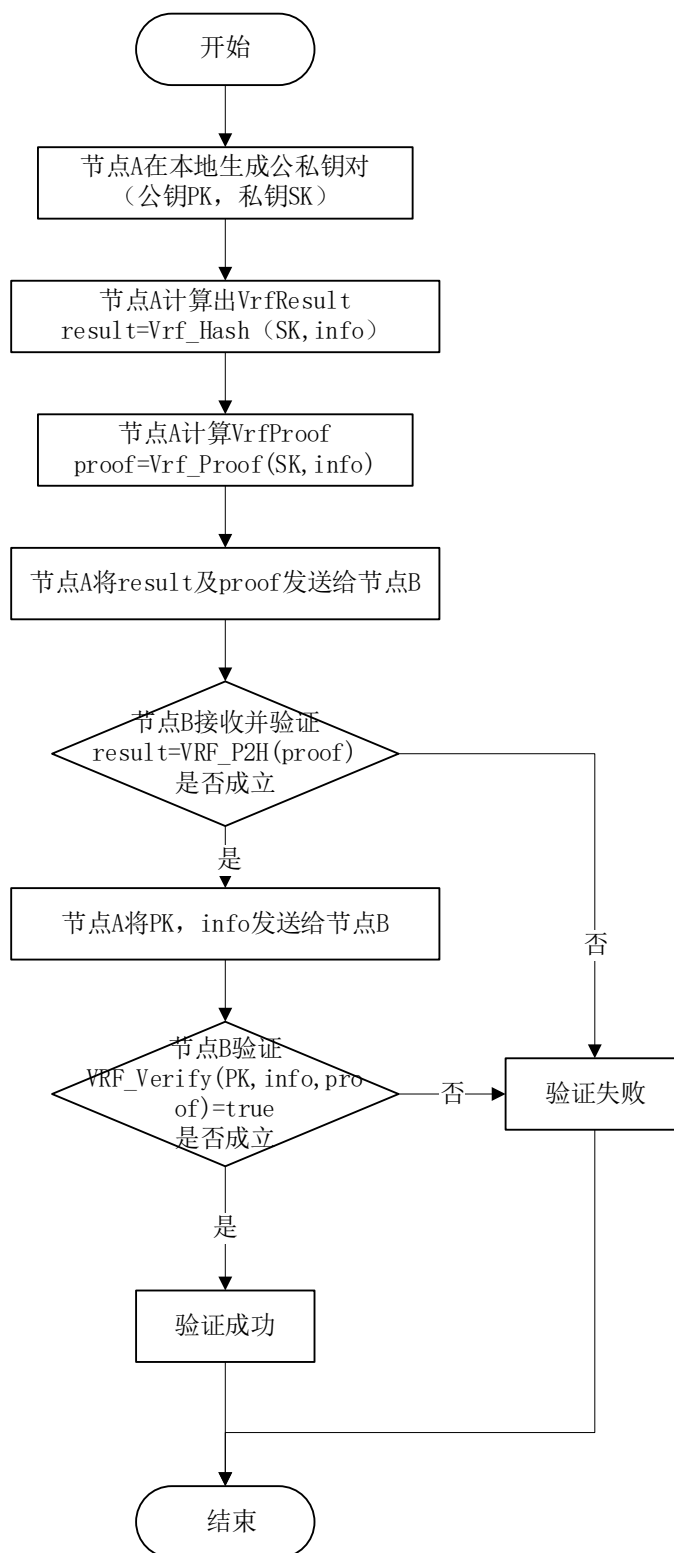 开始
节点A在本地生成公私钥对
（公钥PK，私钥SK）
节点A计算出VrfResult
result=Vrf_Hash（SK,info）
节点A计算VrfProof
proof=Vrf_Proof(SK,info)
节点A将result及proof发送给节点B
节点B接收并验证
result=VRF_P2H(proof)
是否成立
是
节点A将PK，info发送给节点B
否
节点B验证
VRF_Verify(PK,info,pro
of)=true
是否成立
否
验证失败
是
验证成功
结束